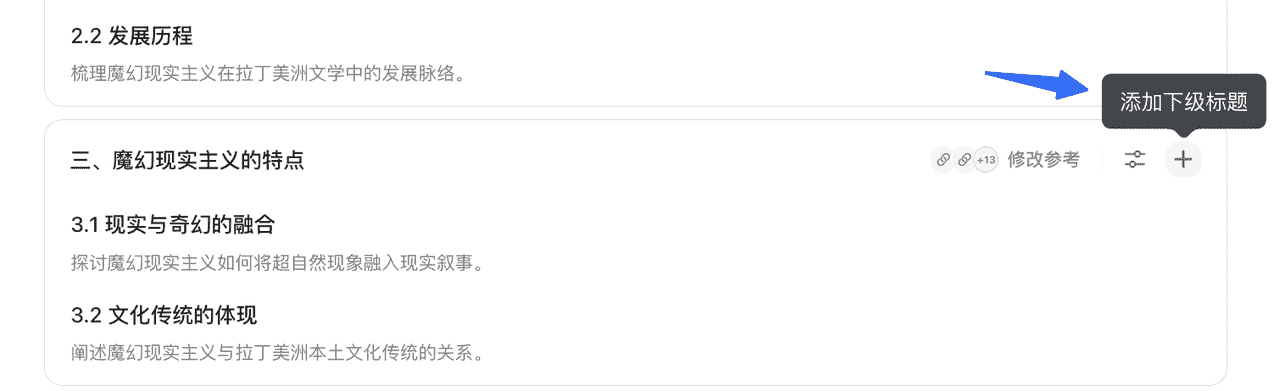 2.2 发展历程
梳理魔幻现实主义在拉丁美洲文学中的发展脉络。
添加下级标题
三、魔幻现实主义的特点
+13 修改参考
3.1 现实与奇幻的融合
探讨魔幻现实主义如何将超自然现象融入现实叙事。
3.2 文化传统的体现
阐述魔幻现实主义与拉丁美洲本土文化传统的关系。